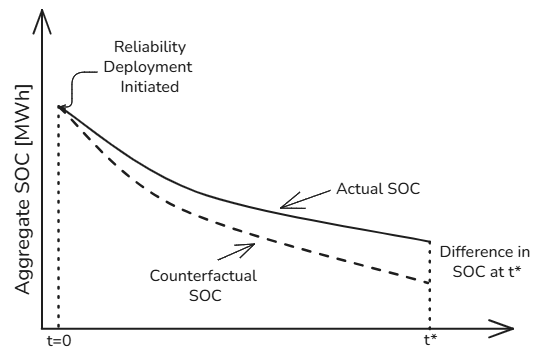 Reliability
Deployment
Initiated
Aggregate SOC [MWh]
Actual SOC
Difference in
SOC at t*
Counterfactual
SOC
t=0
t*